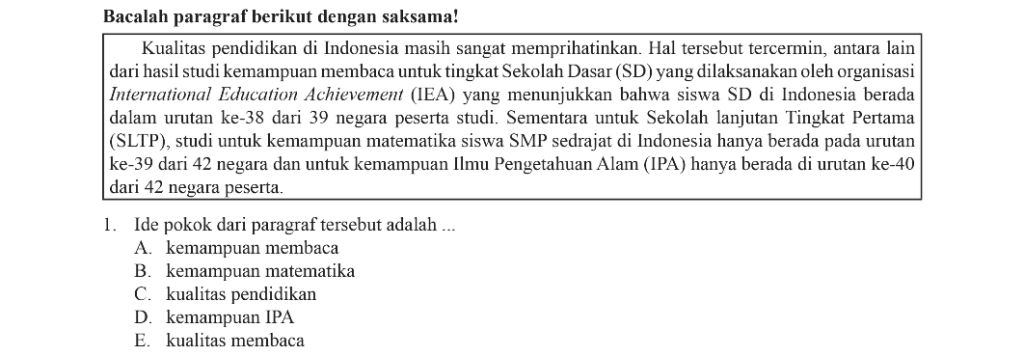 Bacalah paragraf berikut dengan saksama!
Kualitas pendidikan di Indonesia masih sangat memprihatinkan. Hal tersebut tercermin, antara lain
dari hasil studi kemampuan membaca untuk tingkat Sekolah Dasar (SD) yang dilaksanakan oleh organisasi
International Education Achievement (IEA) yang menunjukkan bahwa siswa SD di Indonesia berada
dalam urutan ke-38 dari 39 negara peserta studi. Sementara untuk Sekolah lanjutan Tingkat Pertama
(SLTP), studi untuk kemampuan matematika siswa SMP sedrajat di Indonesia hanya berada pada urutan
ke-39 dari 42 negara dan untuk kemampuan Ilmu Pengetahuan Alam (IPA) hanya berada di urutan ke-40
dari 42 negara peserta.
1. Ide pokok dari paragraf tersebut adalah ...
A. kemampuan membaca
B. kemampuan matematika
C. kualitas pendidikan
D. kemampuan IPA
E. kualitas membaca